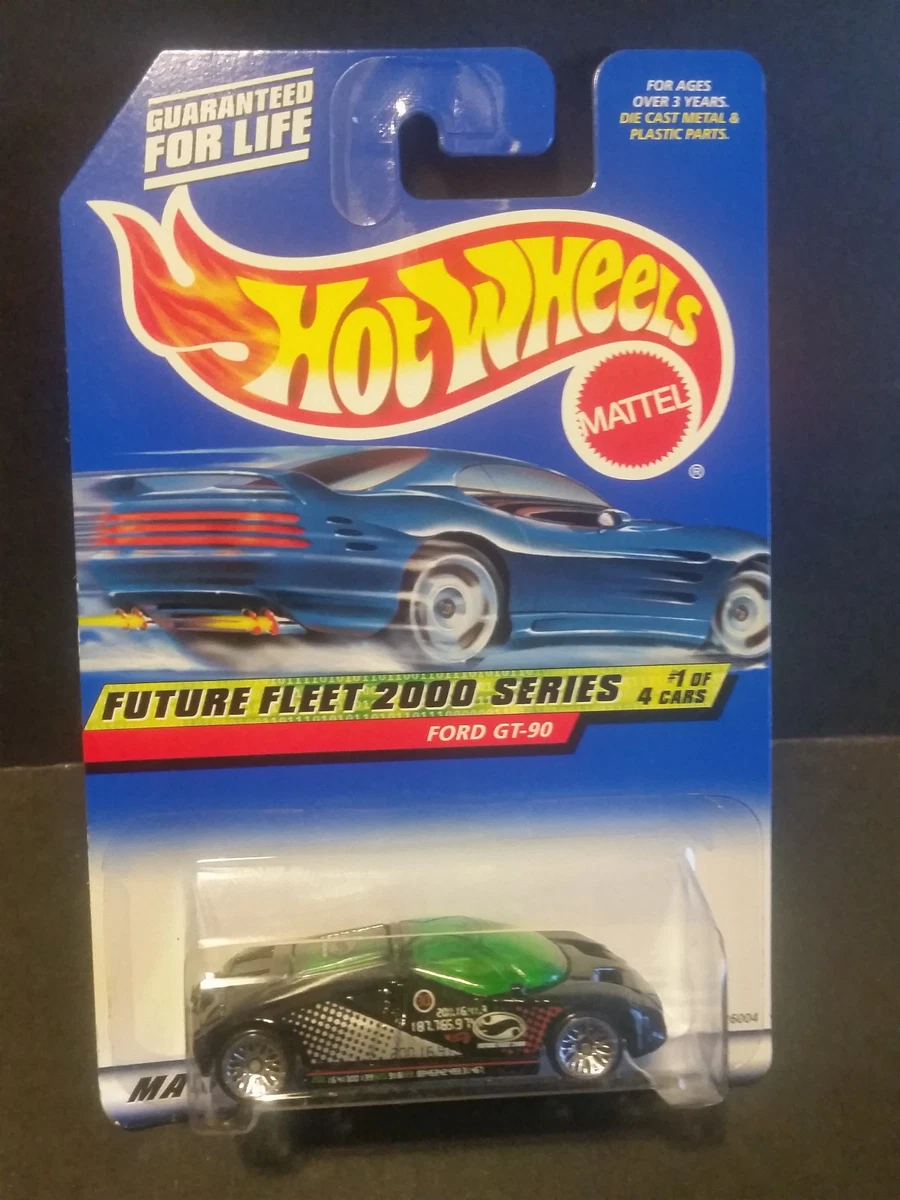 GUARANTEED
FOR LIFE
FOR AGES
OVER 3 YEARS.
DIE CAST METAL &
PLASTIC PARTS.
HOT WHEELS
MATTEL
®
FUTURE FLEET 2000 SERIES
#1 OF
4 CARS
FORD GT-90
6004
MA